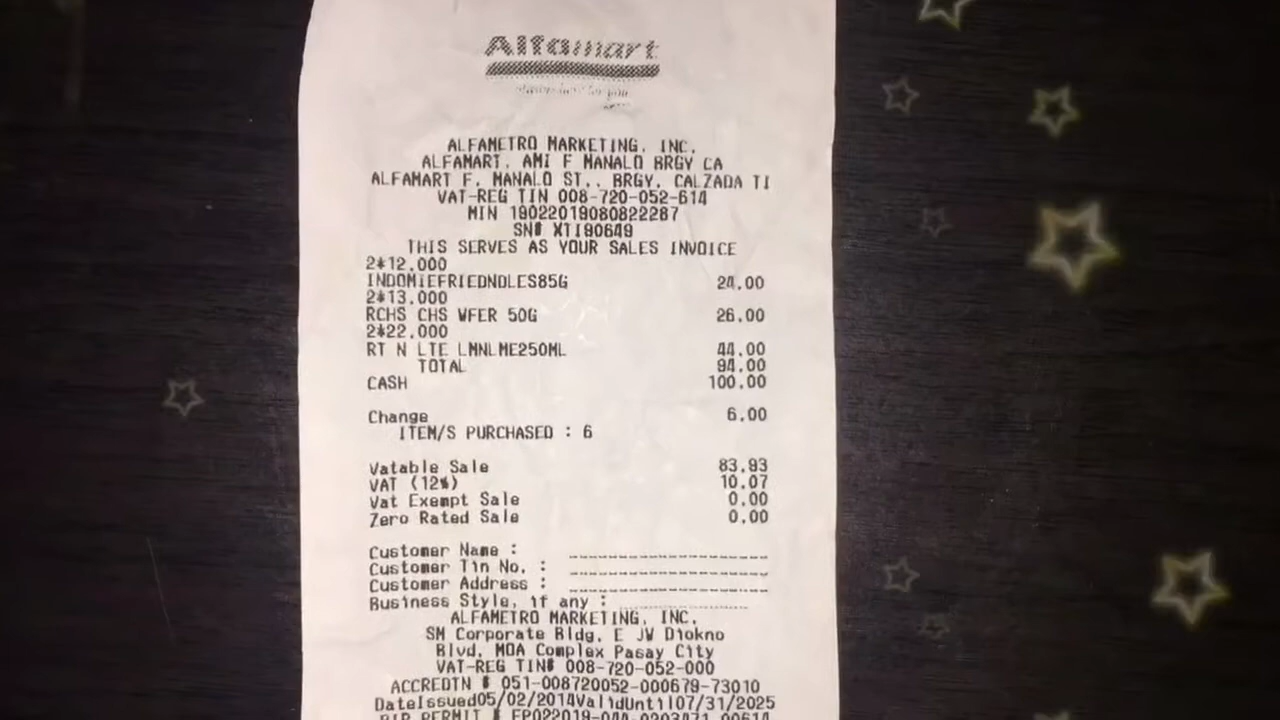 Alfamart
ALFAMETRO MARKETING, INC.
ALFAMART, AMI F MANALO BRGY CA
ALFAMART F. MANALO ST., BRGY. CALZADA TI
VAT-REG TIN 008-720-052-614
MIN 19022019080822287
SN# XTI90649
THIS SERVES AS YOUR SALES INVOICE
2*12.000
INDOMIEFRIEDNDLES85G 24.00
2*13.000
RCHS CHS WFER 50G 26.00
2*22.000
RT N LTE LMNLME250ML 44.00
TOTAL 94.00
CASH 100.00
Change 6.00
ITEM/S PURCHASED : 6
Vatable Sale 83.93
VAT (12%) 10.07
Vat Exempt Sale 0.00
Zero Rated Sale 0.00
Customer Name :
Customer Tin No. :
Customer Address :
Business Style, if any :
ALFAMETRO MARKETING, INC.
SM Corporate Bldg, E JW Diokno
Blvd, MOA Complex Pasay City
VAT-REG TIN# 008-720-052-000
ACCREDTN # 051-008720052-000679-73010
DateIssued05/02/2014ValidUntil07/31/2025